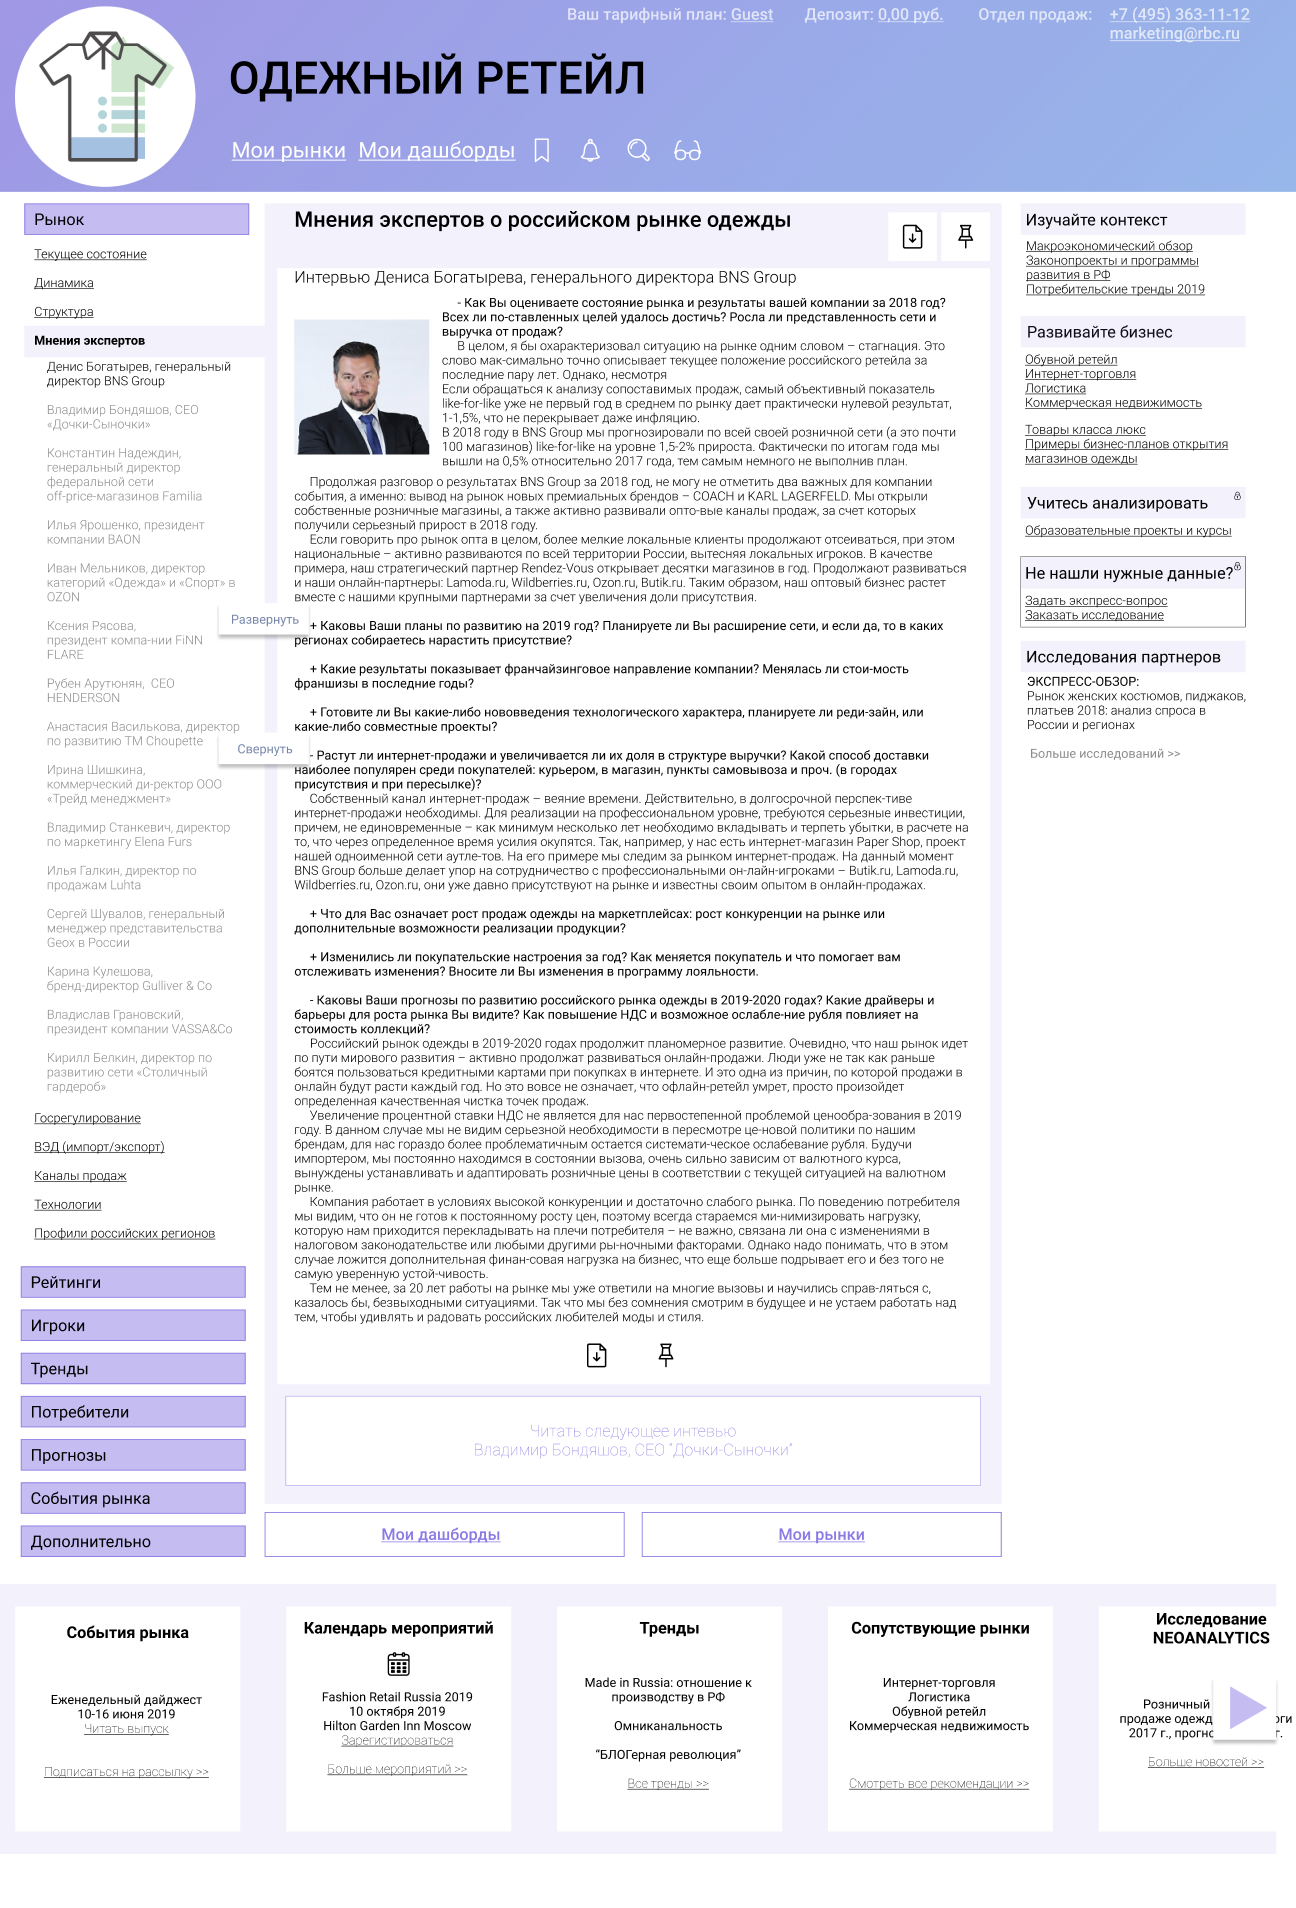 Ваш тарифный план: Guest
Депозит: 0,00 руб.
Отдел продаж:
+7 (495) 363-11-12
marketing@rbc.ru
ОДЕЖНЫЙ РЕТЕЙЛ
Мои рынки
Мои дашборды
Рынок
Текущее состояние
Динамика
Структура
Мнения экспертов
Денис Богатырев, генеральный
директор BNS Group
Владимир Бондяшов, CEO
«Дочки-Сыночки»
Константин Надеждин,
генеральный директор
федеральной сети
off-price-магазинов Familia
Илья Ярошенко, президент
компании BAON
Иван Мельников, директор
категорий «Одежда» и «Спорт» в
OZON
Ксения Рясова,
президент компа-нии FiNN
FLARE
Рубен Арутюнян,  CEO
HENDERSON
Анастасия Василькова, директор
по развитию ТМ Choupette
Ирина Шишкина,
коммерческий ди-ректор ООО
«Трейд менеджмент»
Владимир Станкевич, директор
по маркетингу Elena Furs
Илья Галкин, директор по
продажам Luhta
Сергей Шувалов, генеральный
менеджер представительства
Geox в России
Карина Кулешова,
бренд-директор Gulliver & Co
Владислав Грановский,
президент компании VASSA&Co
Кирилл Белкин, директор по
развитию сети «Столичный
гардероб»
Госрегулирование
ВЭД (импорт/экспорт)
Каналы продаж
Технологии
Профили российских регионов
Рейтинги
Игроки
Тренды
Потребители
Прогнозы
События рынка
Дополнительно
Мнения экспертов о российском рынке одежды
Интервью Дениса Богатырева, генерального директора BNS Group
- Как Вы оцениваете состояние рынка и результаты вашей компании за 2018 год?
Всех ли по-ставленных целей удалось достичь? Росла ли представленность сети и
выручка от продаж?
В целом, я бы охарактеризовал ситуацию на рынке одним словом – стагнация. Это
слово мак-симально точно описывает текущее положение российского ретейла за
последние пару лет. Однако, несмотря
Если обращаться к анализу сопоставимых продаж, самый объективный показатель
like-for-like уже не первый год в среднем по рынку дает практически нулевой результат,
1-1,5%, что не перекрывает даже инфляцию.
В 2018 году в BNS Group мы прогнозировали по всей своей розничной сети (а это почти
100 магазинов) like-for-like на уровне 1,5-2% прироста. Фактически по итогам года мы
вышли на 0,5% относительно 2017 года, тем самым немного не выполнив план.
Продолжая разговор о результатах BNS Group за 2018 год, не могу не отметить два важных для компании
события, а именно: вывод на рынок новых премиальных брендов – COACH и KARL LAGERFELD. Мы открыли
собственные розничные магазины, а также активно развивали опто-вые каналы продаж, за счет которых
получили серьезный прирост в 2018 году.
Если говорить про рынок опта в целом, более мелкие локальные клиенты продолжают отсеиваться, при этом
национальные – активно развиваются по всей территории России, вытесняя локальных игроков. В качестве
примера, наш стратегический партнер Rendez-Vous открывает десятки магазинов в год. Продолжают развиваться
и наши онлайн-партнеры: Lamoda.ru, Wildberries.ru, Ozon.ru, Butik.ru. Таким образом, наш оптовый бизнес растет
вместе с нашими крупными партнерами за счет увеличения доли присутствия.
Развернуть
+ Каковы Ваши планы по развитию на 2019 год? Планируете ли Вы расширение сети, и если да, то в каких
регионах собираетесь нарастить присутствие?
+ Какие результаты показывает франчайзинговое направление компании? Менялась ли стои-мость
франшизы в последние годы?
+ Готовите ли Вы какие-либо нововведения технологического характера, планируете ли реди-зайн, или
какие-либо совместные проекты?
Свернуть
- Растут ли интернет-продажи и увеличивается ли их доля в структуре выручки? Какой способ доставки
наиболее популярен среди покупателей: курьером, в магазин, пункты самовывоза и проч. (в городах
присутствия и при пересылке)?
Собственный канал интернет-продаж – веяние времени. Действительно, в долгосрочной перспек-тиве
интернет-продажи необходимы. Для реализации на профессиональном уровне, требуются серьезные инвестиции,
причем, не единовременные – как минимум несколько лет необходимо вкладывать и терпеть убытки, в расчете на
то, что через определенное время усилия окупятся. Так, например, у нас есть интернет-магазин Paper Shop, проект
нашей одноименной сети аутле-тов. На его примере мы следим за рынком интернет-продаж. На данный момент
BNS Group больше делает упор на сотрудничество с профессиональными он-лайн-игроками – Butik.ru, Lamoda.ru,
Wildberries.ru, Ozon.ru, они уже давно присутствуют на рынке и известны своим опытом в онлайн-продажах.
+ Что для Вас означает рост продаж одежды на маркетплейсах: рост конкуренции на рынке или
дополнительные возможности реализации продукции?
+ Изменились ли покупательские настроения за год? Как меняется покупатель и что помогает вам
отслеживать изменения? Вносите ли Вы изменения в программу лояльности.
- Каковы Ваши прогнозы по развитию российского рынка одежды в 2019-2020 годах? Какие драйверы и
барьеры для роста рынка Вы видите? Как повышение НДС и возможное ослабле-ние рубля повлияет на
стоимость коллекций?
Российский рынок одежды в 2019-2020 годах продолжит планомерное развитие. Очевидно, что наш рынок идет
по пути мирового развития – активно продолжат развиваться онлайн-продажи. Люди уже не так как раньше
боятся пользоваться кредитными картами при покупках в интернете. И это одна из причин, по которой продажи в
онлайн будут расти каждый год. Но это вовсе не означает, что офлайн-ретейл умрет, просто произойдет
определенная качественная чистка точек продаж.
Увеличение процентной ставки НДС не является для нас первостепенной проблемой ценообра-зования в 2019
году. В данном случае мы не видим серьезной необходимости в пересмотре це-новой политики по нашим
брендам, для нас гораздо более проблематичным остается системати-ческое ослабевание рубля. Будучи
импортером, мы постоянно находимся в состоянии вызова, очень сильно зависим от валютного курса,
вынуждены устанавливать и адаптировать розничные цены в соответствии с текущей ситуацией на валютном
рынке.
Компания работает в условиях высокой конкуренции и достаточно слабого рынка. По поведению потребителя
мы видим, что он не готов к постоянному росту цен, поэтому всегда стараемся ми-нимизировать нагрузку,
которую нам приходится перекладывать на плечи потребителя – не важно, связана ли она с изменениями в
налоговом законодательстве или любыми другими ры-ночными факторами. Однако надо понимать, что в этом
случае ложится дополнительная финан-совая нагрузка на бизнес, что еще больше подрывает его и без того не
самую уверенную устой-чивость.
Тем не менее, за 20 лет работы на рынке мы уже ответили на многие вызовы и научились справ-ляться с,
казалось бы, безвыходными ситуациями. Так что мы без сомнения смотрим в будущее и не устаем работать над
тем, чтобы удивлять и радовать российских любителей моды и стиля.
Читать следующее интевью
Владимир Бондяшов, CEO "Дочки-Сыночки"
Мои дашборды
Мои рынки
Изучайте контекст
Макроэкономический обзор
Законопроекты и программы
развития в РФ
Потребительские тренды 2019
Развивайте бизнес
Обувной ретейл
Интернет-торговля
Логистика
Коммерческая недвижимость
Товары класса люкс
Примеры бизнес-планов открытия
магазинов одежды
Учитесь анализировать
Образовательные проекты и курсы
Не нашли нужные данные?
Задать экспресс-вопрос
Заказать исследование
Исследования партнеров
ЭКСПРЕСС-ОБЗОР:
Рынок женских костюмов, пиджаков,
платьев 2018: анализ спроса в
России и регионах
Больше исследований >>
События рынка
Еженедельный дайджест
10-16 июня 2019
Читать выпуск
Подписаться на рассылку >>
Календарь мероприятий
Fashion Retail Russia 2019
10 октября 2019
Hilton Garden Inn Moscow
Зарегистироваться
Больше мероприятий >>
Тренды
Made in Russia: отношение к
производству в РФ
Омниканальность
“БЛОГерная революция”
Все тренды >>
Сопутствующие рынки
Интернет-торговля
Логистика
Обувной ретейл
Коммерческая недвижимость
Смотреть все рекомендации >>
Исследование
NEOANALYTICS
Розничный
продаже одежд
2017 г., прогно г.
Больше новостей >>